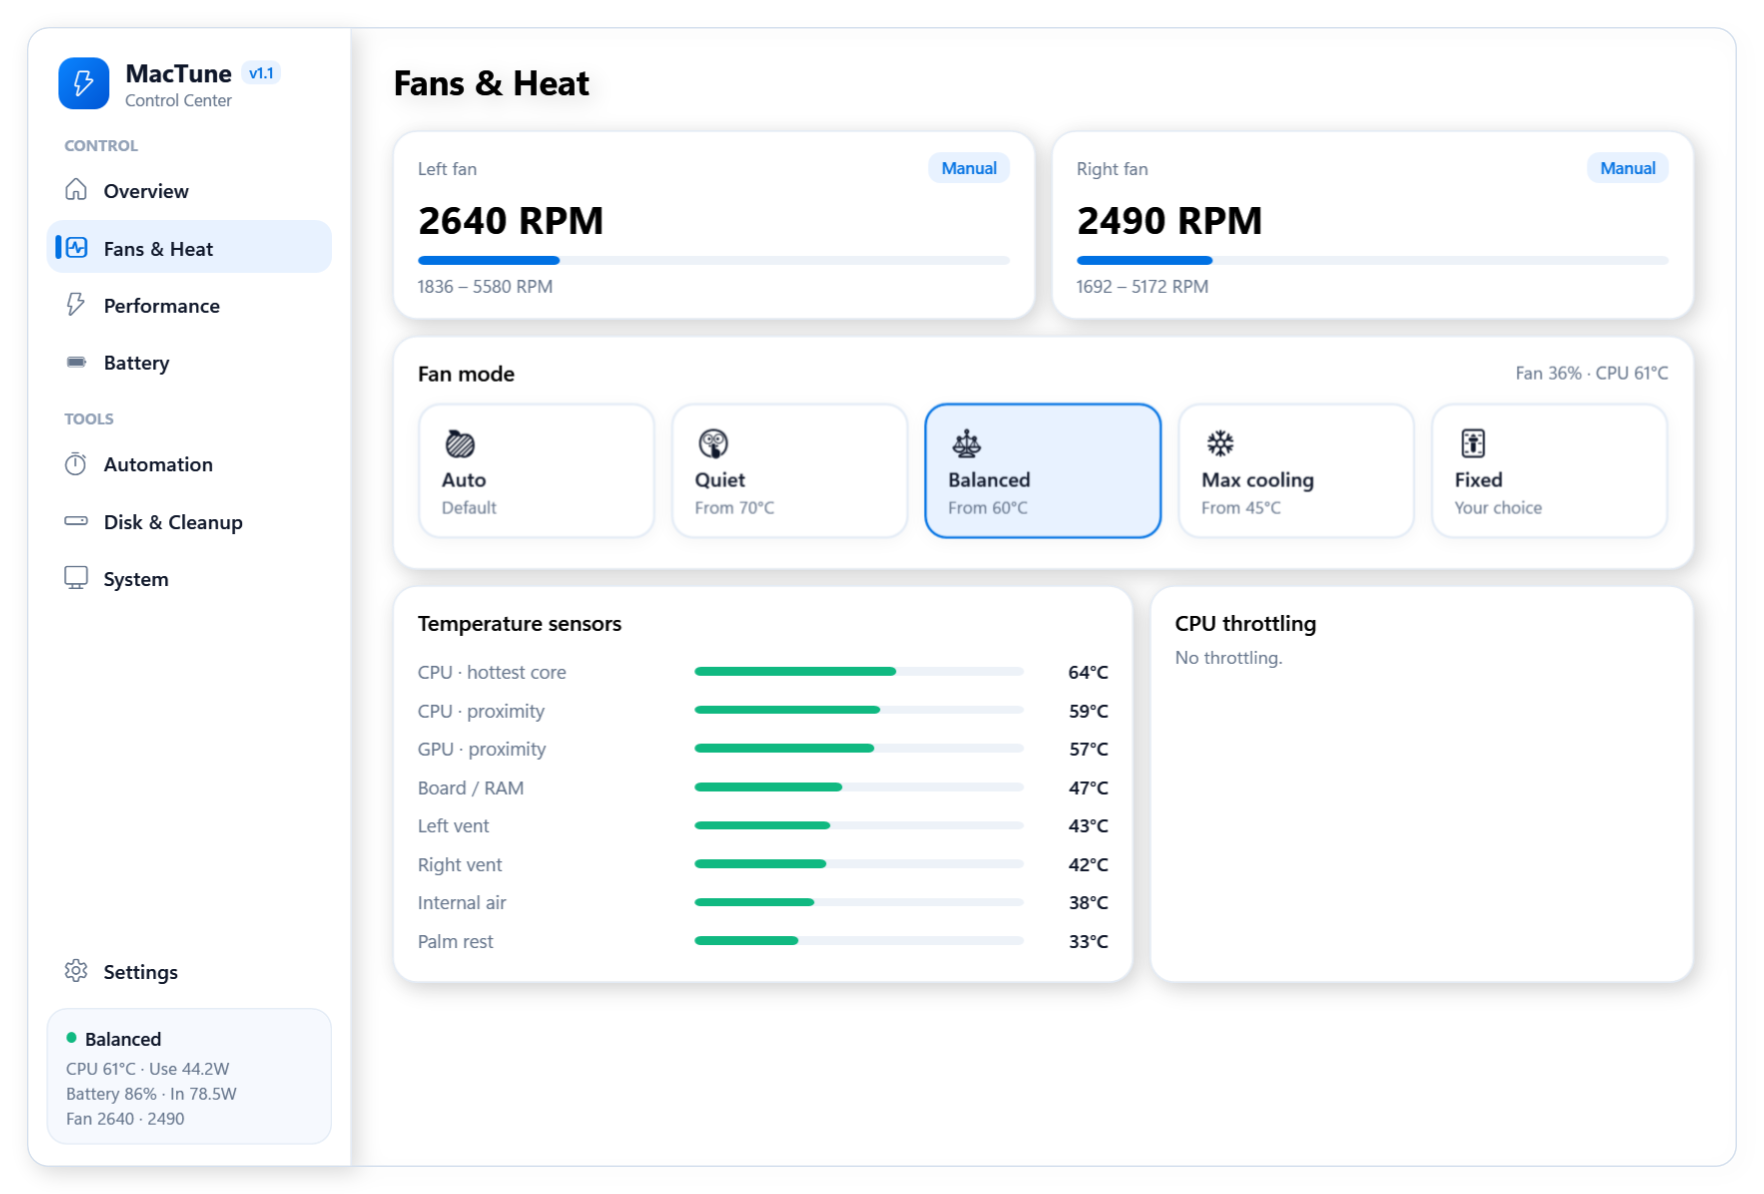 MacTune v1.1
Control Center
CONTROL
Overview
Fans & Heat
Performance
Battery
TOOLS
Automation
Disk & Cleanup
System
Settings
Balanced
CPU 61°C · Use 44.2W
Battery 86% · In 78.5W
Fan 2640 · 2490
Fans & Heat
Left fan Manual
2640 RPM
1836 – 5580 RPM
Right fan Manual
2490 RPM
1692 – 5172 RPM
Fan mode Fan 36% · CPU 61°C
Auto
Default
Quiet
From 70°C
Balanced
From 60°C
Max cooling
From 45°C
Fixed
Your choice
Temperature sensors
CPU · hottest core 64°C
CPU · proximity 59°C
GPU · proximity 57°C
Board / RAM 47°C
Left vent 43°C
Right vent 42°C
Internal air 38°C
Palm rest 33°C
CPU throttling
No throttling.